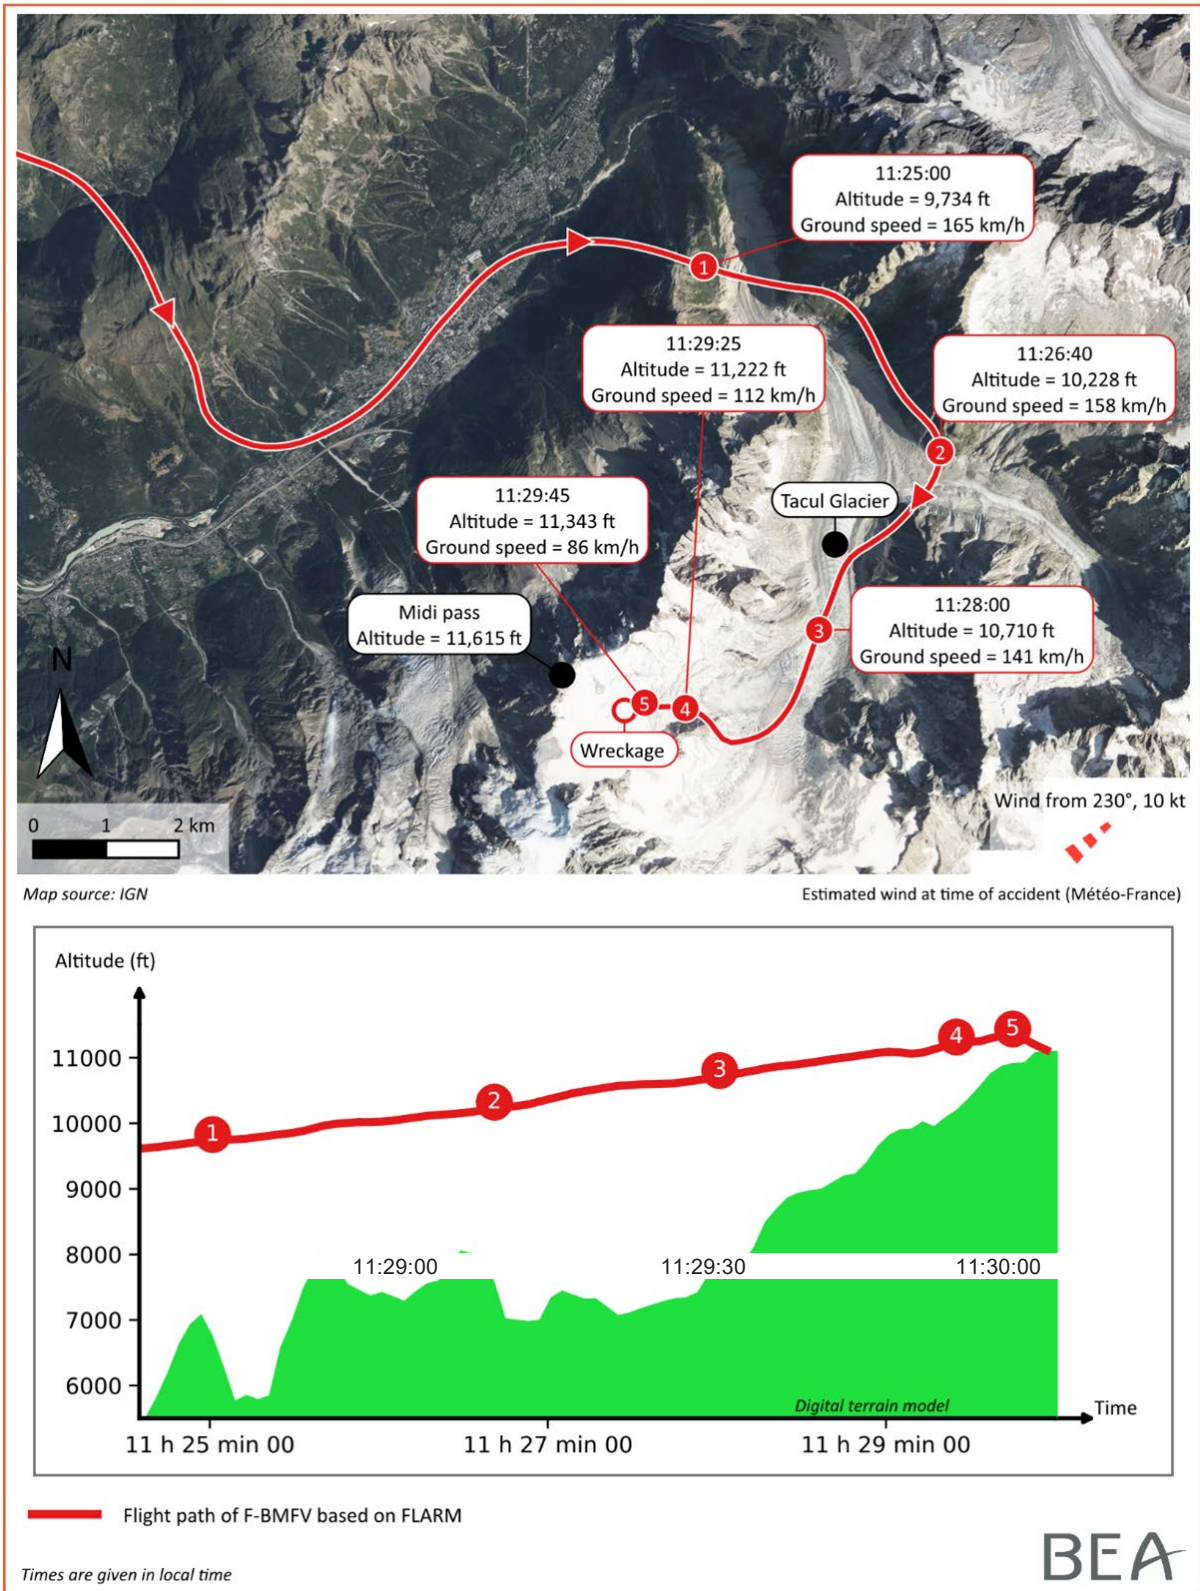 11:25:00
Altitude = 9,734 ft
Ground speed = 165 km/h
11:29:25
Altitude = 11,222 ft
Ground speed = 112 km/h
11:26:40
Altitude = 10,228 ft
Ground speed = 158 km/h
11:29:45
Altitude = 11,343 ft
Ground speed = 86 km/h
Tacul Glacier
Midi pass
Altitude = 11,615 ft
11:28:00
Altitude = 10,710 ft
Ground speed = 141 km/h
1
2
3
4
5
Wreckage
N
0 1 2 km
Wind from 230°, 10 kt
Map source: IGN
Estimated wind at time of accident (Météo-France)
Altitude (ft)
11000
10000
9000
8000
7000
6000
1
2
3
4
5
11:29:00 11:29:30 11:30:00
Digital terrain model
Time
11 h 25 min 00 11 h 27 min 00 11 h 29 min 00
Flight path of F-BMFV based on FLARM
Times are given in local time
BEA